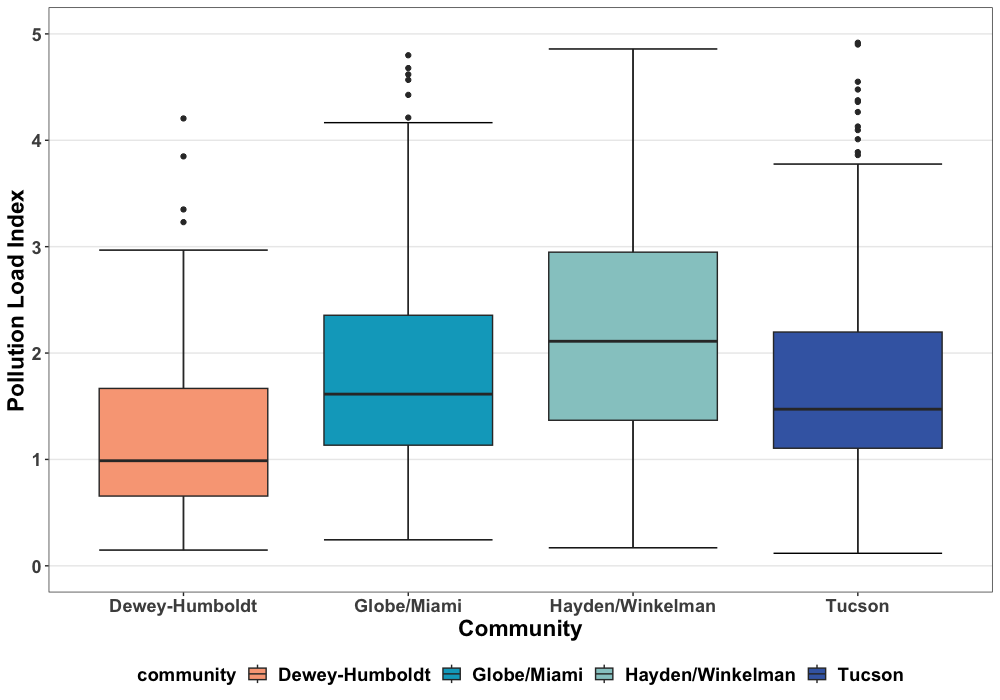 Pollution Load Index
5
4
3
2
1
0
Dewey-Humboldt Globe/Miami Hayden/Winkelman Tucson
Community
community Dewey-Humboldt Globe/Miami Hayden/Winkelman Tucson